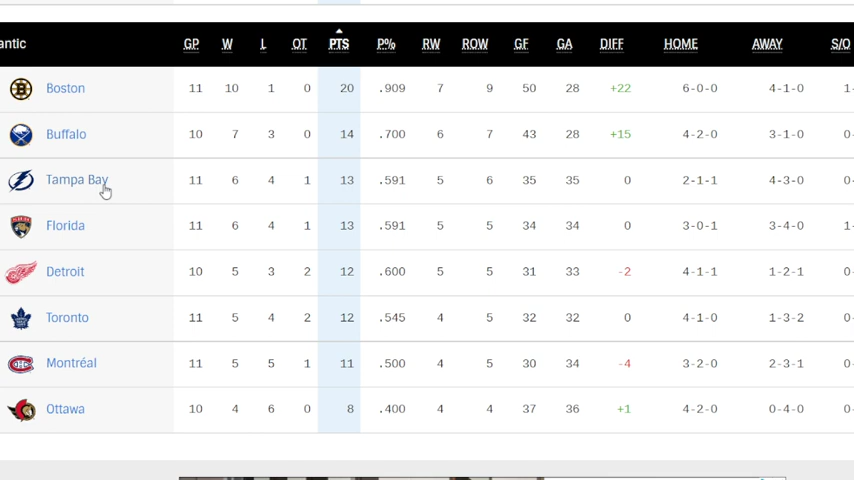 antic GP W L OT PTS P% RW ROW GF GA DIFF HOME AWAY S/O
Boston 11 10 1 0 20 .909 7 9 50 28 +22 6-0-0 4-1-0 1-
Buffalo 10 7 3 0 14 .700 6 7 43 28 +15 4-2-0 3-1-0 0-
Tampa Bay 11 6 4 1 13 .591 5 6 35 35 0 2-1-1 4-3-0 0-
Florida 11 6 4 1 13 .591 5 5 34 34 0 3-0-1 3-4-0 1-
Detroit 10 5 3 2 12 .600 5 5 31 33 -2 4-1-1 1-2-1 0-
Toronto 11 5 4 2 12 .545 4 5 32 32 0 4-1-0 1-3-2 0-
Montréal 11 5 5 1 11 .500 4 5 30 34 -4 3-2-0 2-3-1 0-
Ottawa 10 4 6 0 8 .400 4 4 37 36 +1 4-2-0 0-4-0 0-